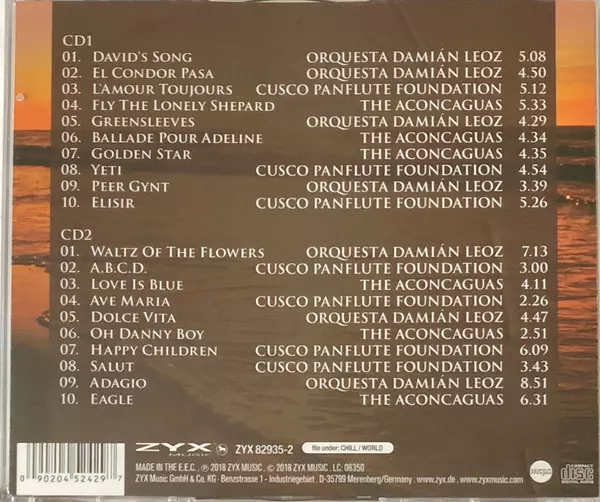 CD1
01. David's Song Orquesta Damián Leoz 5.08
02. El Condor Pasa Orquesta Damián Leoz 4.50
03. L'Amour Toujours Cusco Panflute Foundation 5.12
04. Fly The Lonely Shepard The Aconcaguas 5.33
05. Greensleeves Orquesta Damián Leoz 4.29
06. Ballade Pour Adeline The Aconcaguas 4.34
07. Golden Star The Aconcaguas 4.35
08. Yeti Cusco Panflute Foundation 4.54
09. Peer Gynt Orquesta Damián Leoz 3.39
10. Elisir Cusco Panflute Foundation 5.26
CD2
01. Waltz Of The Flowers Orquesta Damián Leoz 7.13
02. A.B.C.D. Cusco Panflute Foundation 3.00
03. Love Is Blue The Aconcaguas 4.11
04. Ave Maria Cusco Panflute Foundation 2.26
05. Dolce Vita Orquesta Damián Leoz 4.47
06. Oh Danny Boy The Aconcaguas 2.51
07. Happy Children Cusco Panflute Foundation 6.09
08. Salut Cusco Panflute Foundation 3.43
09. Adagio Orquesta Damián Leoz 8.51
10. Eagle The Aconcaguas 6.31
ZYX MUSIC ZYX 82935-2 file under: CHILL / WORLD mcps COMPACT disc DIGITAL AUDIO
0 90204 52429 7
MADE IN THE E.E.C. ℗ 2018 ZYX MUSIC © 2018 ZYX MUSIC LC: 06350
ZYX Music GmbH & Co. KG · Benzstrasse 1 · Industriegebiet · D-35799 Merenberg/Germany · www.zyx.de · www.zyxmusic.com